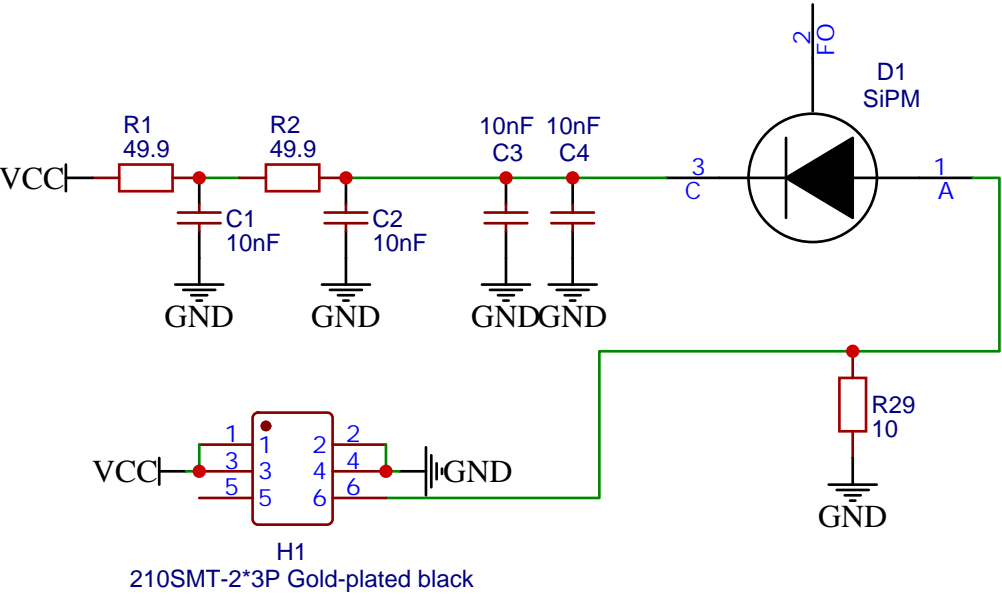 2
FO
D1
SiPM
R1
49.9
R2
49.9
10nF
C3
10nF
C4
VCC
3
C
1
A
C1
10nF
C2
10nF
GND
GND
GND
GND
R29
10
GND
VCC
1
3
5
1
3
5
2
4
6
2
4
6
GND
H1
210SMT-2*3P Gold-plated black